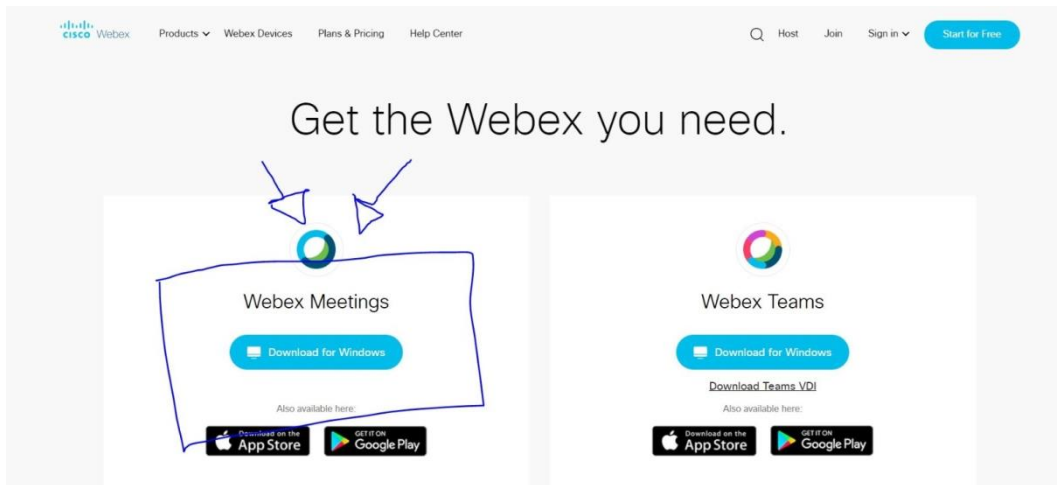 CISCO Webex Products Webex Devices Plans & Pricing Help Center Host Join Sign in Start for Free
Get the Webex you need.
Webex Meetings
Download for Windows
Also available here:
Download on the App Store
GET IT ON Google Play
Webex Teams
Download for Windows
Download Teams VDI
Also available here:
Download on the App Store
GET IT ON Google Play